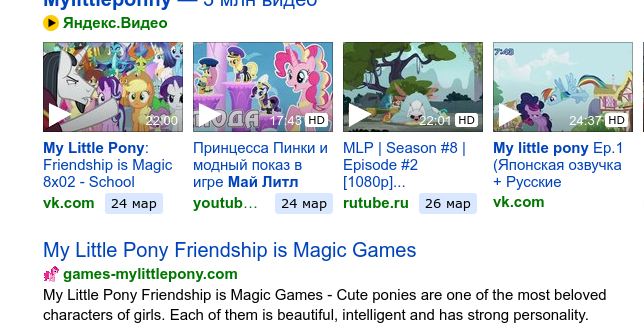 Mylittleponny — 5 млн видео
Яндекс.Видео
22:00
МОДА
17:43 HD
22:01 HD
7:48
24:37 HD
My Little Pony: Friendship is Magic 8x02 - School
vk.com 24 мар
Принцесса Пинки и модный показ в игре Май Литл
youtub... 24 мар
MLP | Season #8 | Episode #2 [1080p]...
rutube.ru 26 мар
My little pony Ep.1 (Японская озвучка + Русские
vk.com
My Little Pony Friendship is Magic Games
games-mylittlepony.com
My Little Pony Friendship is Magic Games - Cute ponies are one of the most beloved
characters of girls. Each of them is beautiful, intelligent and has strong personality.